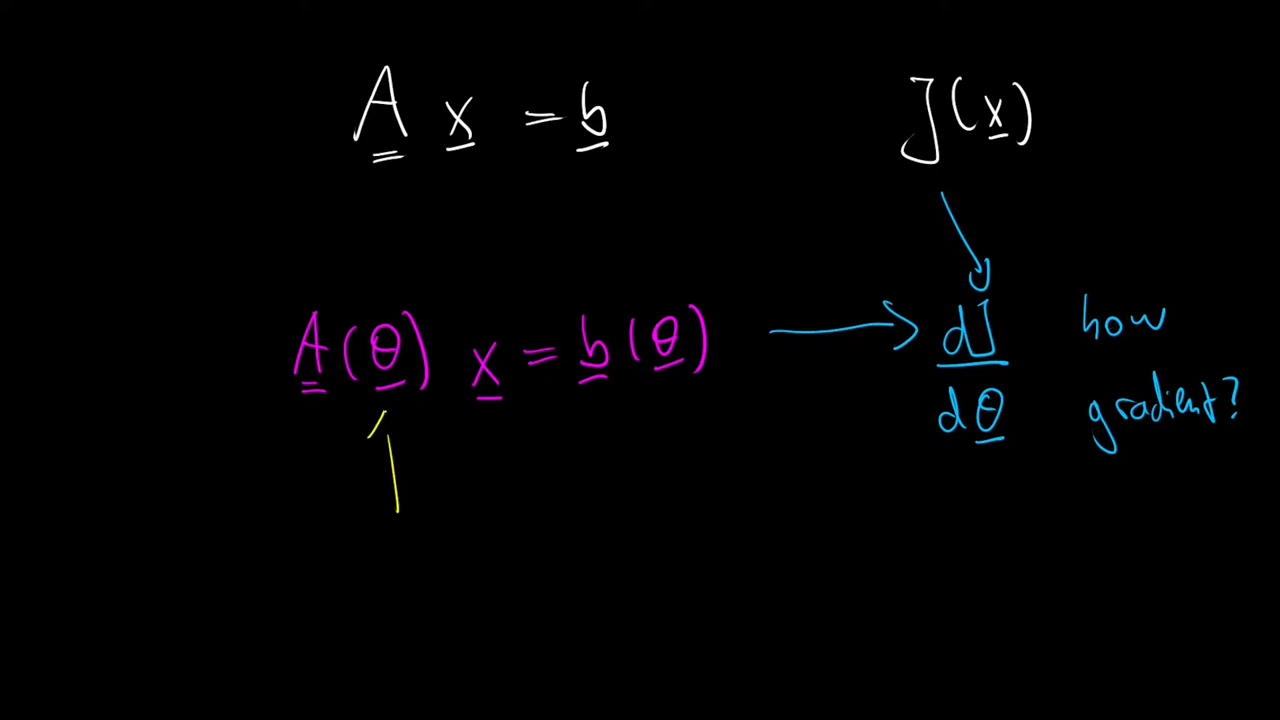 A x = b
J(x)
A(θ) x = b(θ)
dJ
dθ
how
gradient?